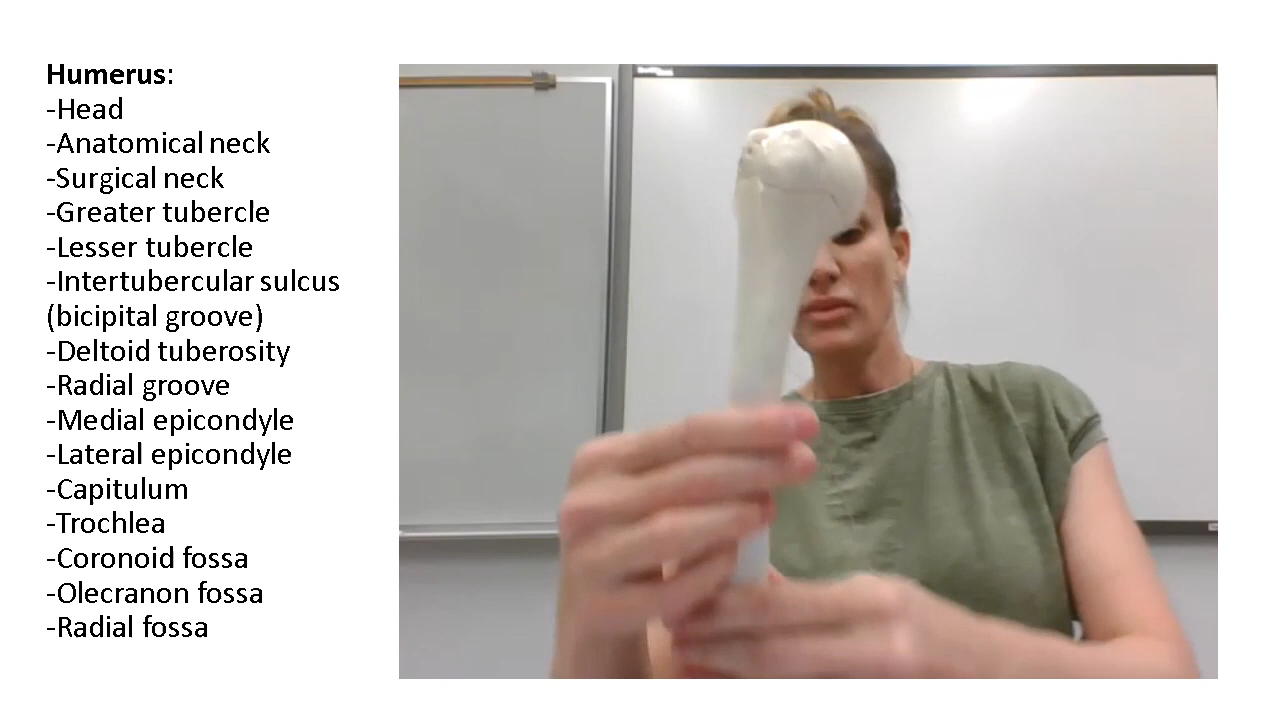 Humerus:
-Head
-Anatomical neck
-Surgical neck
-Greater tubercle
-Lesser tubercle
-Intertubercular sulcus
(bicipital groove)
-Deltoid tuberosity
-Radial groove
-Medial epicondyle
-Lateral epicondyle
-Capitulum
-Trochlea
-Coronoid fossa
-Olecranon fossa
-Radial fossa